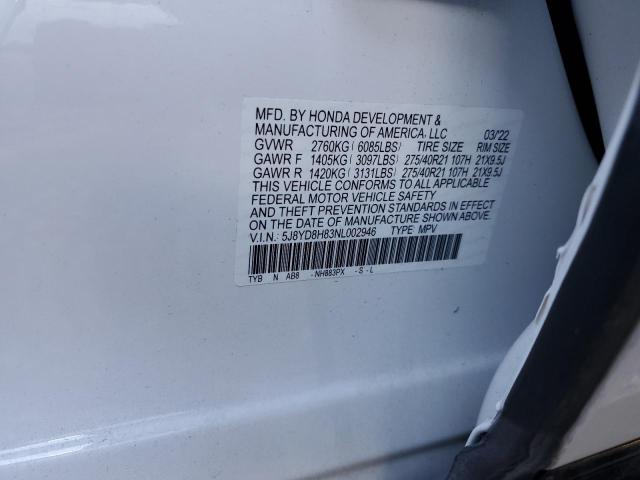 MFD. BY HONDA DEVELOPMENT &
MANUFACTURING OF AMERICA, LLC 03/22
GVWR 2760KG ( 6085LBS) TIRE SIZE RIM SIZE
GAWR F 1405KG ( 3097LBS) 275/40R21 107H 21X9.5J
GAWR R 1420KG ( 3131LBS) 275/40R21 107H 21X9.5J
THIS VEHICLE CONFORMS TO ALL APPLICABLE
FEDERAL MOTOR VEHICLE SAFETY
AND THEFT PREVENTION STANDARDS IN EFFECT
ON THE DATE OF MANUFACTURE SHOWN ABOVE.
V.I.N.: 5J8YD8H83NL002946 TYPE: MPV
TYB N AB8 -NH883PX -S-L